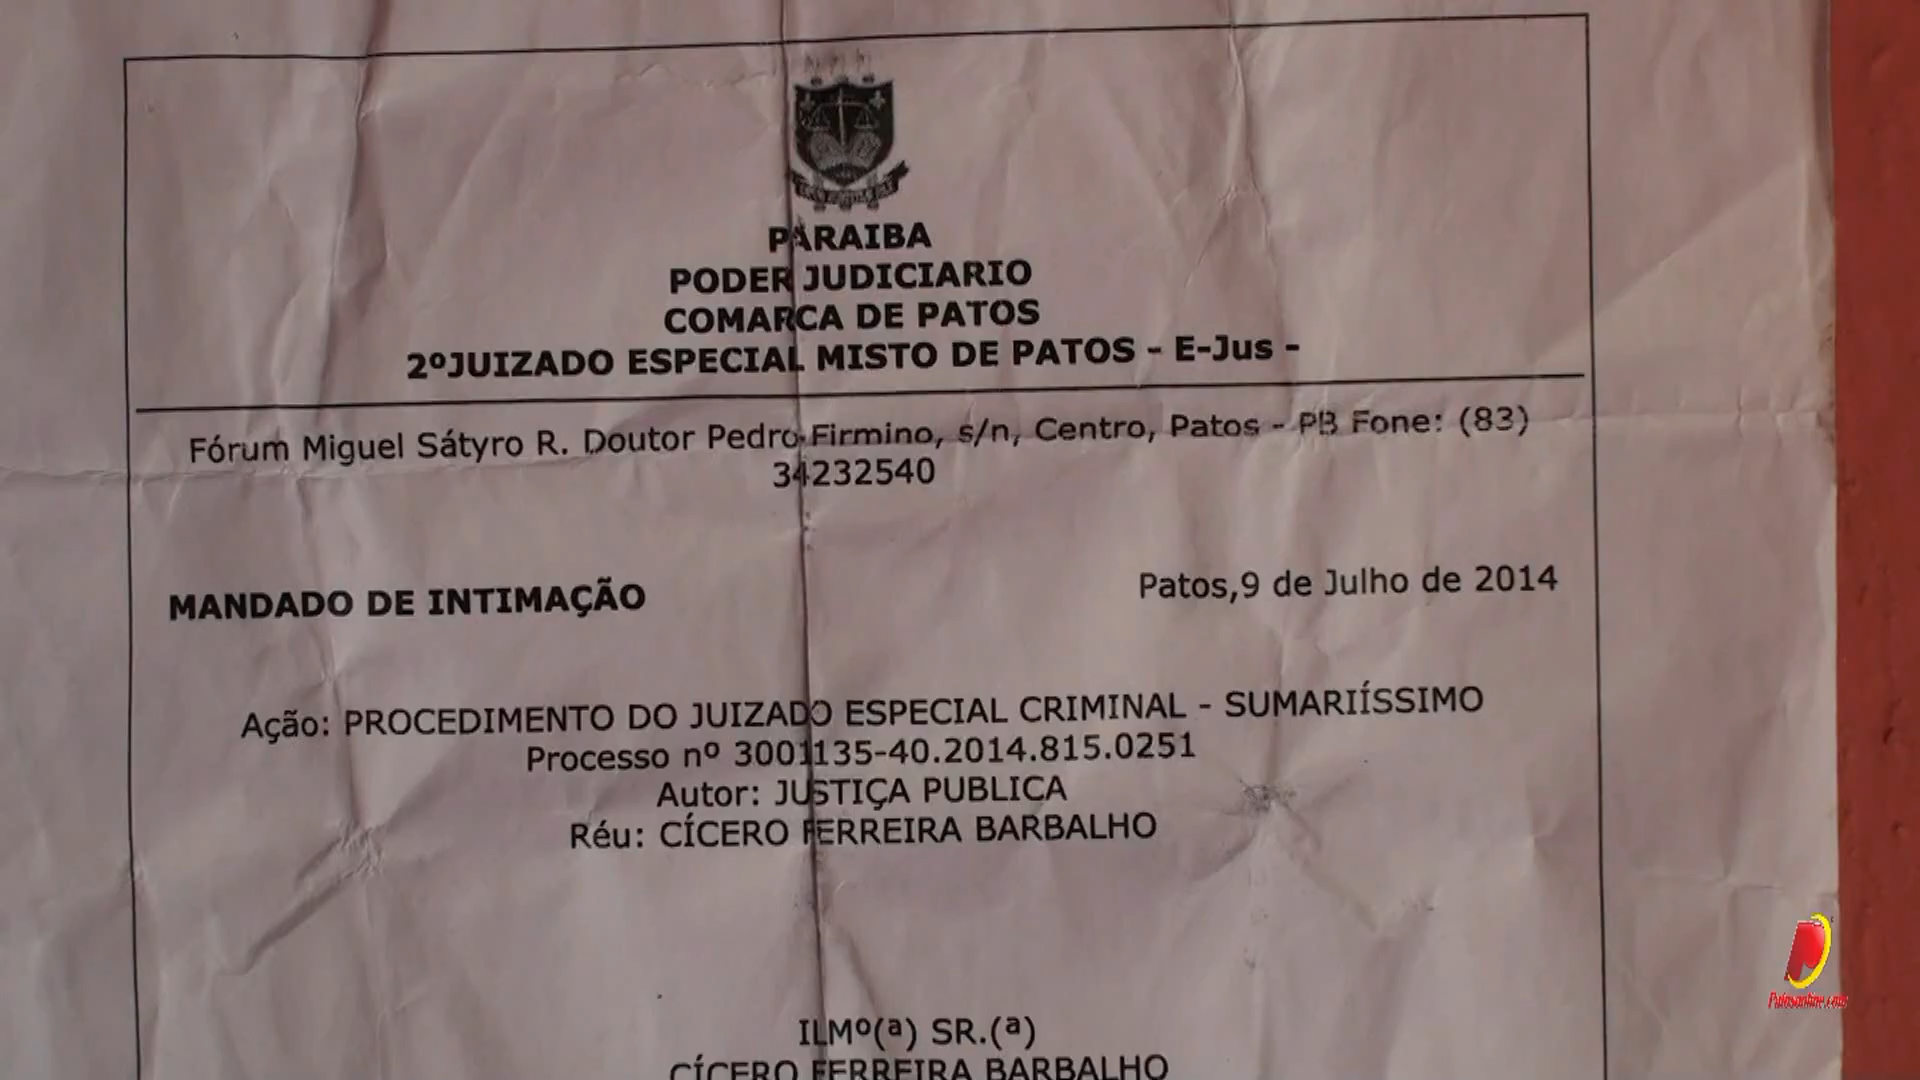 PARAIBA
PODER JUDICIARIO
COMARCA DE PATOS
2ºJUIZADO ESPECIAL MISTO DE PATOS - E-Jus -
Fórum Miguel Sátyro R. Doutor Pedro Firmino, s/n, Centro, Patos - PB Fone: (83)
34232540
MANDADO DE INTIMAÇÃO
Patos,9 de Julho de 2014
Ação: PROCEDIMENTO DO JUIZADO ESPECIAL CRIMINAL - SUMARIÍSSIMO
Processo nº 3001135-40.2014.815.0251
Autor: JUSTIÇA PUBLICA
Réu: CÍCERO FERREIRA BARBALHO
ILMº(ª) SR.(ª)
CÍCERO FERREIRA BARBALHO
Patosonline.com